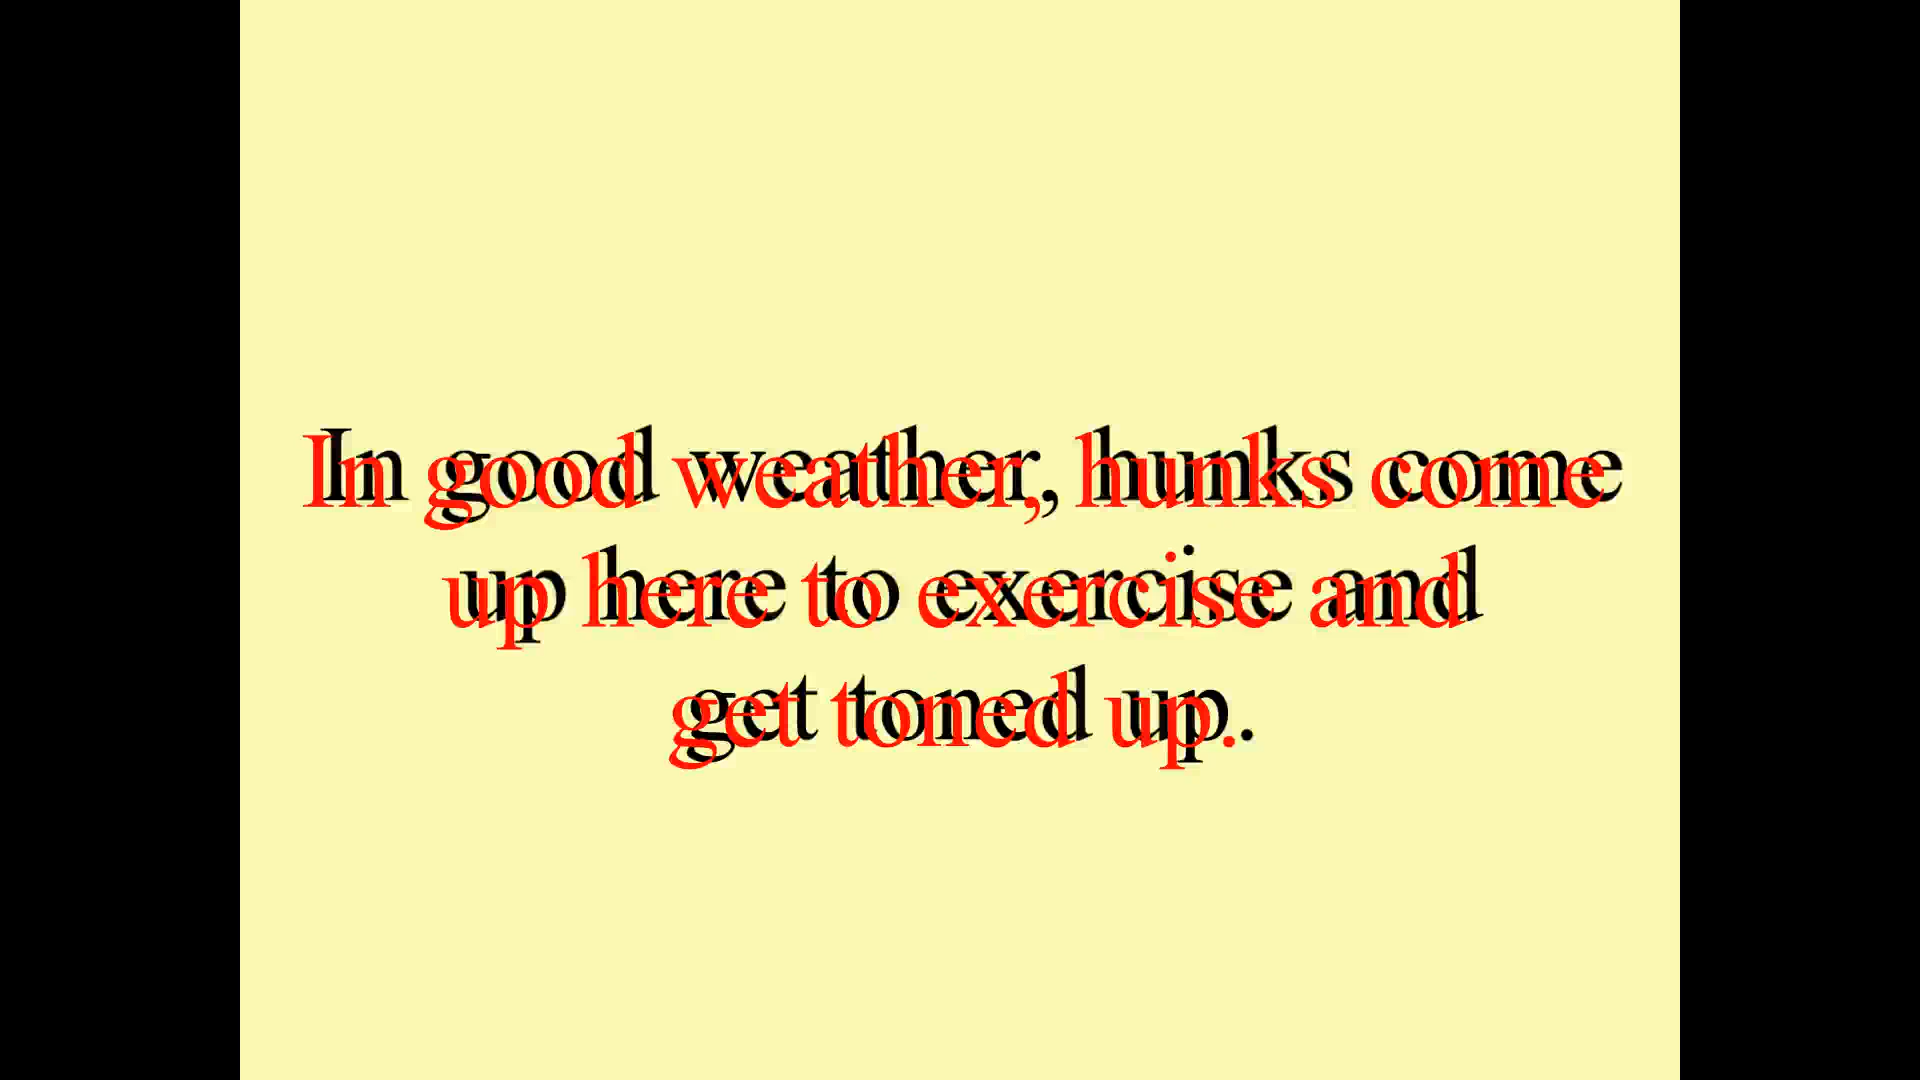 In good weather, hunks come
up here to exercise and
get toned up.